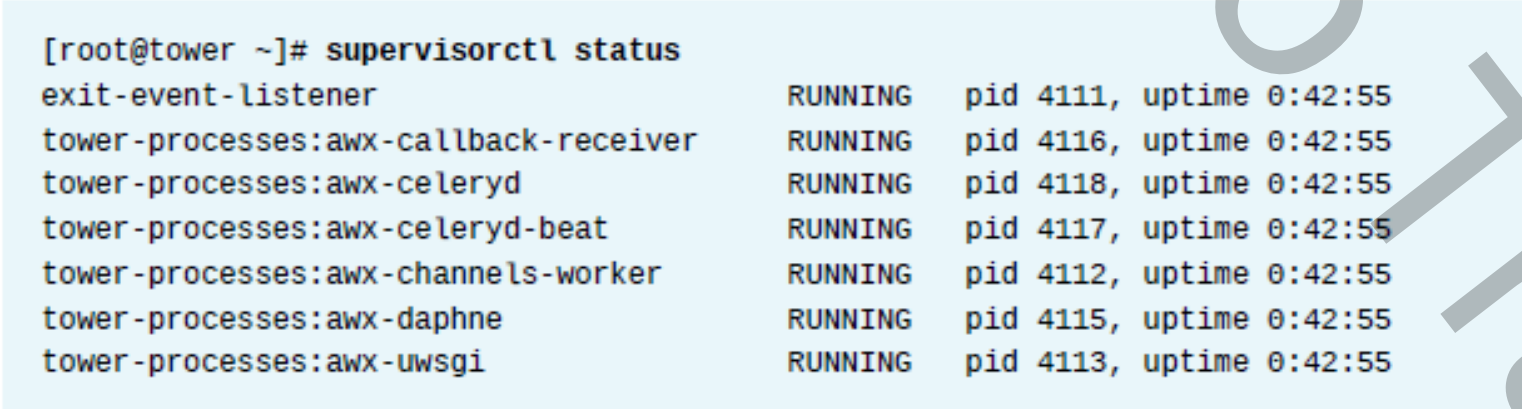 [root@tower ~]# supervisorctl status
exit-event-listener                       RUNNING   pid 4111, uptime 0:42:55
tower-processes:awx-callback-receiver     RUNNING   pid 4116, uptime 0:42:55
tower-processes:awx-celeryd               RUNNING   pid 4118, uptime 0:42:55
tower-processes:awx-celeryd-beat          RUNNING   pid 4117, uptime 0:42:55
tower-processes:awx-channels-worker       RUNNING   pid 4112, uptime 0:42:55
tower-processes:awx-daphne                RUNNING   pid 4115, uptime 0:42:55
tower-processes:awx-uwsgi                 RUNNING   pid 4113, uptime 0:42:55